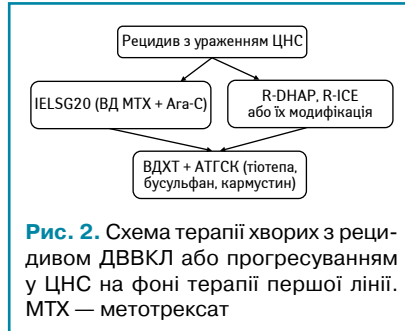 Рецидив з ураженням ЦНС
IELSG20 (ВД МТХ + Ara-C)
R-DHAP, R-ICE
або їх модифікація
ВДХТ + АТГСК (тіотепа,
бусульфан, кармустин)
Рис. 2. Схема терапії хворих з реци-
дивом ДВВКЛ або прогресуванням
у ЦНС на фоні терапії першої лінії.
МТХ — метотрексат